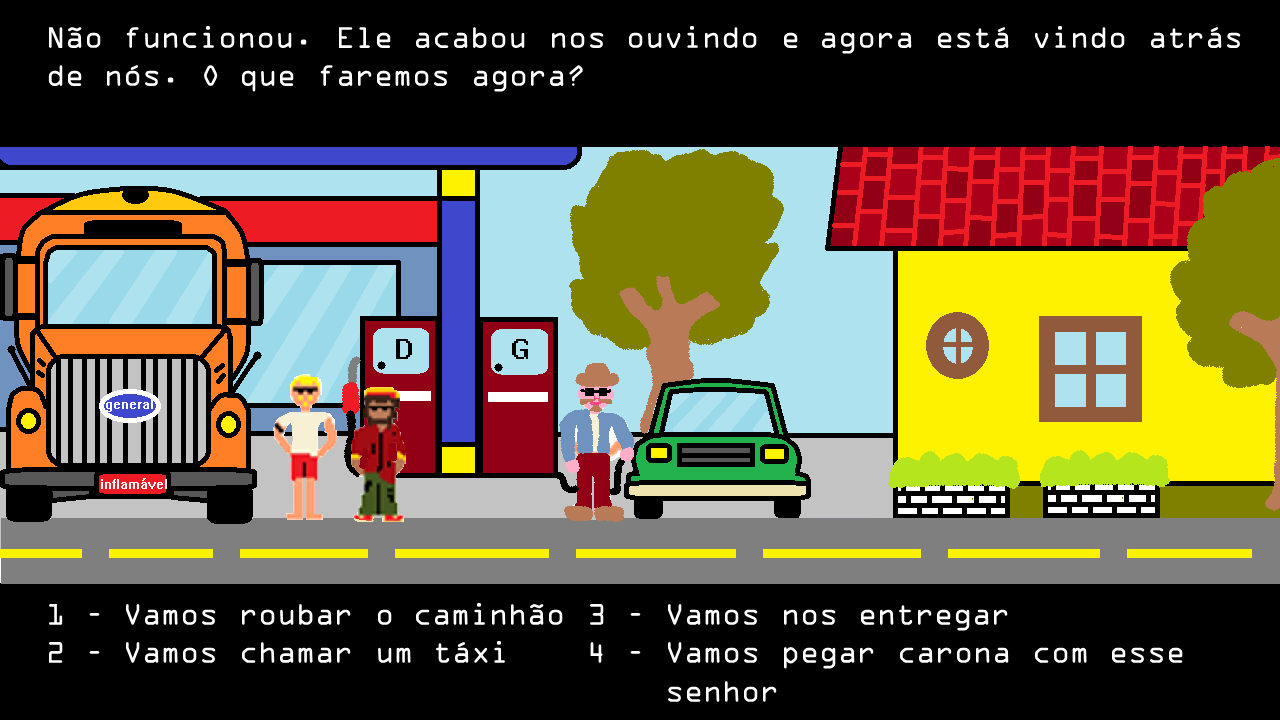 Não funcionou. Ele acabou nos ouvindo e agora está vindo atrás
de nós. O que faremos agora?
D
G
general
inflamável
1 - Vamos roubar o caminhão
2 - Vamos chamar um táxi
3 - Vamos nos entregar
4 - Vamos pegar carona com esse
senhor